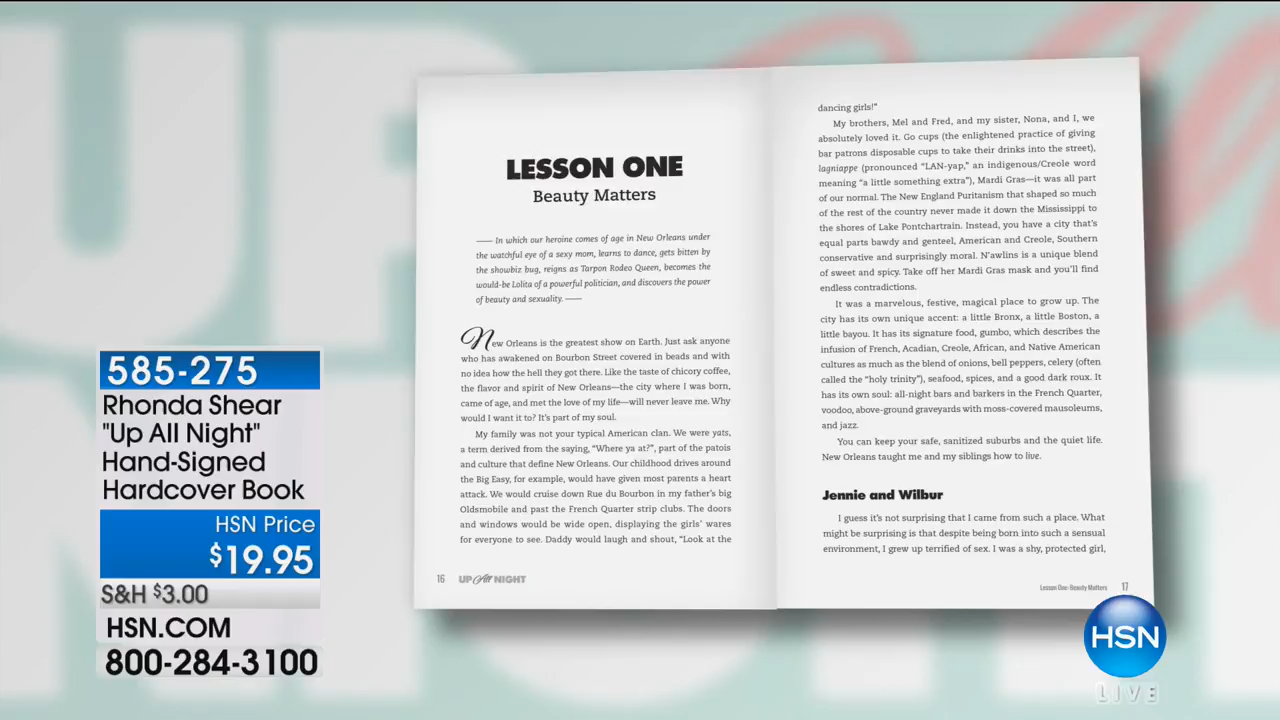 585-275
Rhonda Shear
"Up All Night"
Hand-Signed
Hardcover Book
HSN Price
$19.95
S&H $3.00
HSN.COM
800-284-3100
LESSON ONE
Beauty Matters
—— In which our heroine comes of age in New Orleans under
the watchful eye of a sexy mom, learns to dance, gets bitten by
the showbiz bug, reigns as Tarpon Rodeo Queen, becomes the
would-be Lolita of a powerful politician, and discovers the power
of beauty and sexuality. ——
New Orleans is the greatest show on Earth. Just ask anyone
who has awakened on Bourbon Street covered in beads and with
no idea how the hell they got there. Like the taste of chicory coffee,
the flavor and spirit of New Orleans—the city where I was born,
came of age, and met the love of my life—will never leave me. Why
would I want it to? It's part of my soul.
My family was not your typical American clan. We were yats,
a term derived from the saying, "Where ya at?", part of the patois
and culture that define New Orleans. Our childhood drives around
the Big Easy, for example, would have given most parents a heart
attack. We would cruise down Rue du Bourbon in my father's big
Oldsmobile and past the French Quarter strip clubs. The doors
and windows would be wide open, displaying the girls' wares
for everyone to see. Daddy would laugh and shout, "Look at the
16 UP All NIGHT
dancing girls!"
My brothers, Mel and Fred, and my sister, Nona, and I, we
absolutely loved it. Go cups (the enlightened practice of giving
bar patrons disposable cups to take their drinks into the street),
lagniappe (pronounced "LAN-yap," an indigenous/Creole word
meaning "a little something extra"), Mardi Gras—it was all part
of our normal. The New England Puritanism that shaped so much
of the rest of the country never made it down the Mississippi to
the shores of Lake Pontchartrain. Instead, you have a city that's
equal parts bawdy and genteel, American and Creole, Southern
conservative and surprisingly moral. N'awlins is a unique blend
of sweet and spicy. Take off her Mardi Gras mask and you'll find
endless contradictions.
It was a marvelous, festive, magical place to grow up. The
city has its own unique accent: a little Bronx, a little Boston, a
little bayou. It has its signature food, gumbo, which describes the
infusion of French, Acadian, Creole, African, and Native American
cultures as much as the blend of onions, bell peppers, celery (often
called the "holy trinity"), seafood, spices, and a good dark roux. It
has its own soul: all-night bars and barkers in the French Quarter,
voodoo, above-ground graveyards with moss-covered mausoleums,
and jazz.
You can keep your safe, sanitized suburbs and the quiet life.
New Orleans taught me and my siblings how to live.
Jennie and Wilbur
I guess it's not surprising that I came from such a place. What
might be surprising is that despite being born into such a sensual
environment, I grew up terrified of sex. I was a shy, protected girl,
Lesson One: Beauty Matters 17
HSN
LIVE